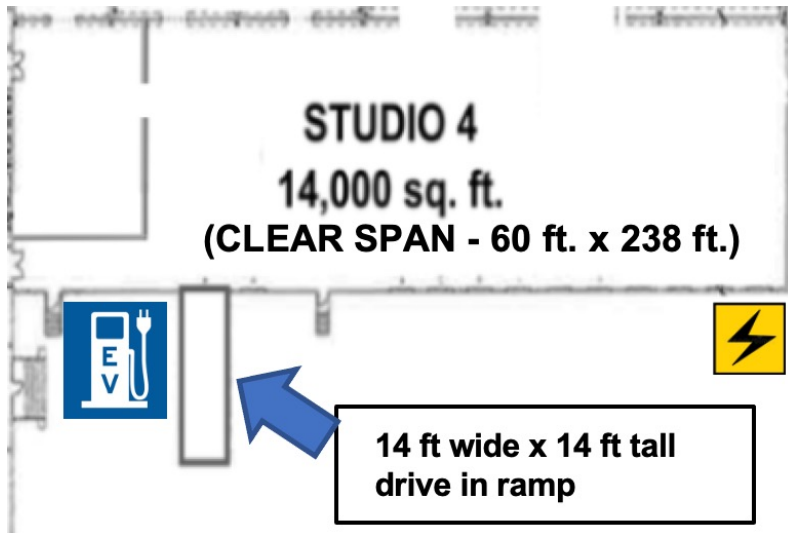 STUDIO 4
14,000 sq. ft.
(CLEAR SPAN - 60 ft. x 238 ft.)
E
V
14 ft wide x 14 ft tall
drive in ramp